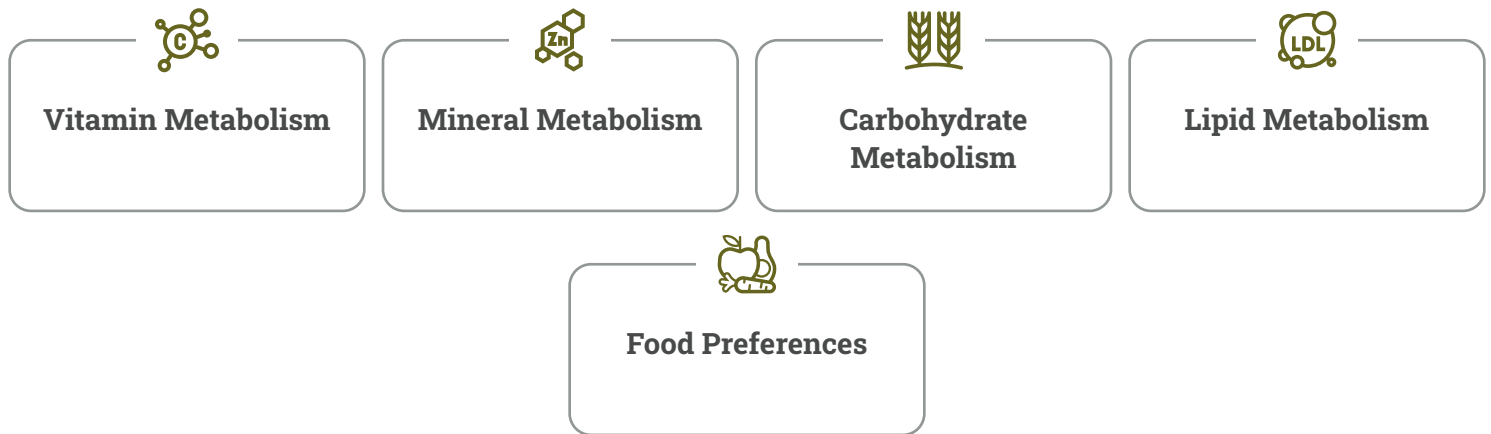 C
Zn
LDL
Vitamin Metabolism
Mineral Metabolism
Carbohydrate
Metabolism
Lipid Metabolism
Food Preferences